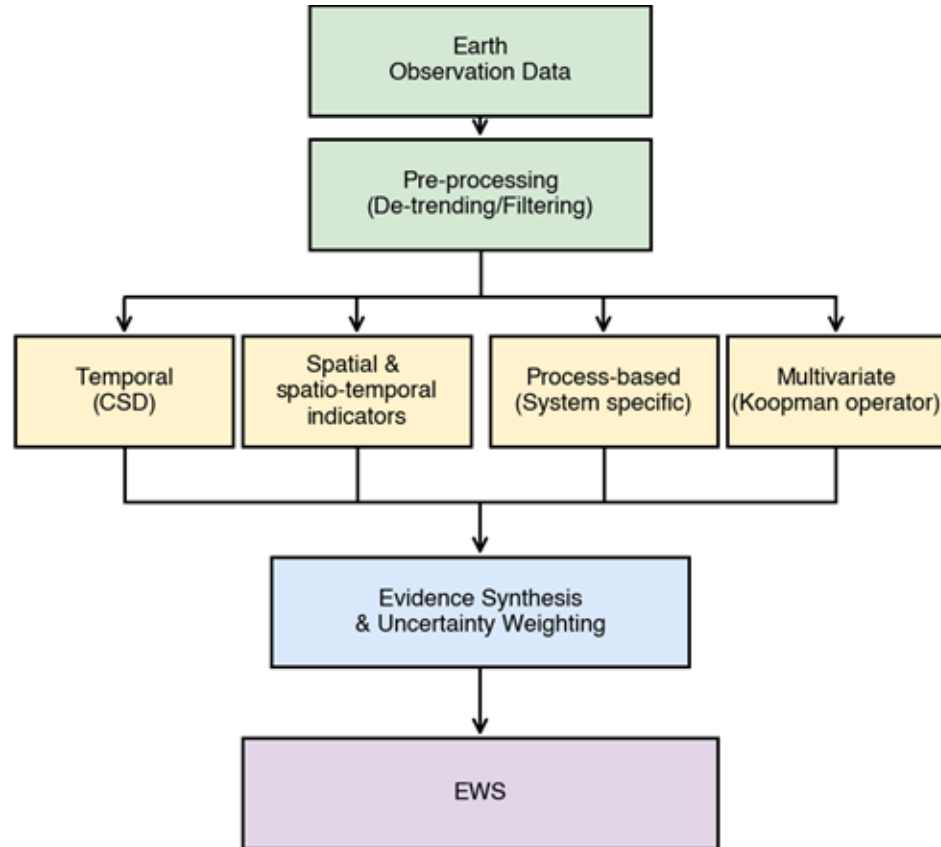 Earth
Observation Data
Pre-processing
(De-trending/Filtering)
Temporal
(CSD)
Spatial &
spatio-temporal
indicators
Process-based
(System specific)
Multivariate
(Koopman operator)
Evidence Synthesis
& Uncertainty Weighting
EWS